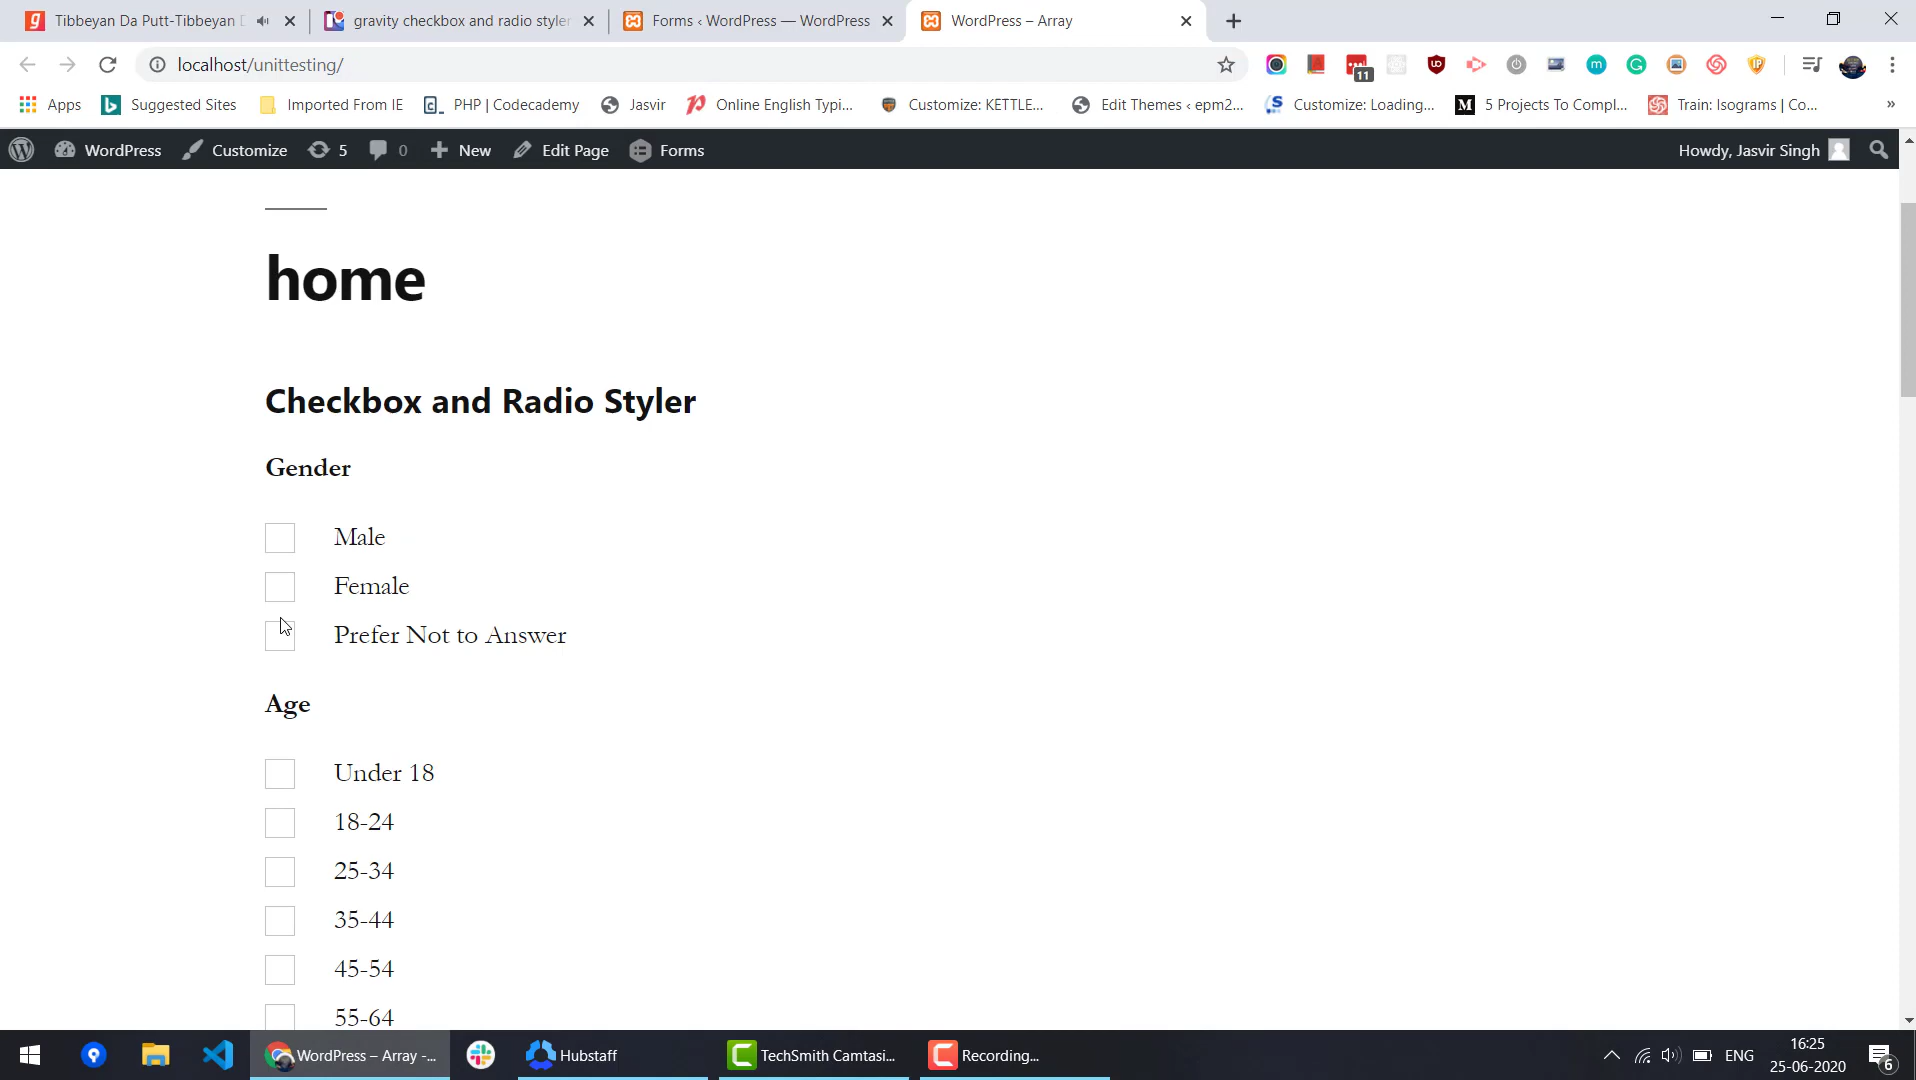 Tibbeyan Da Putt-Tibbeyan D
gravity checkbox and radio styler
Forms ‹ WordPress — WordPress
WordPress – Array
localhost/unittesting/
11
Apps
Suggested Sites
Imported From IE
PHP | Codecademy
Jasvir
Online English Typi...
Customize: KETTLE...
Edit Themes ‹ epm2...
Customize: Loading...
5 Projects To Compl...
Train: Isograms | Co...
»
WordPress
Customize
5
0
New
Edit Page
Forms
Howdy, Jasvir Singh
home
Checkbox and Radio Styler
Gender
Male
Female
Prefer Not to Answer
Age
Under 18
18-24
25-34
35-44
45-54
55-64
WordPress – Array -...
Hubstaff
TechSmith Camtasi...
Recording...
ENG
16:25
25-06-2020
6